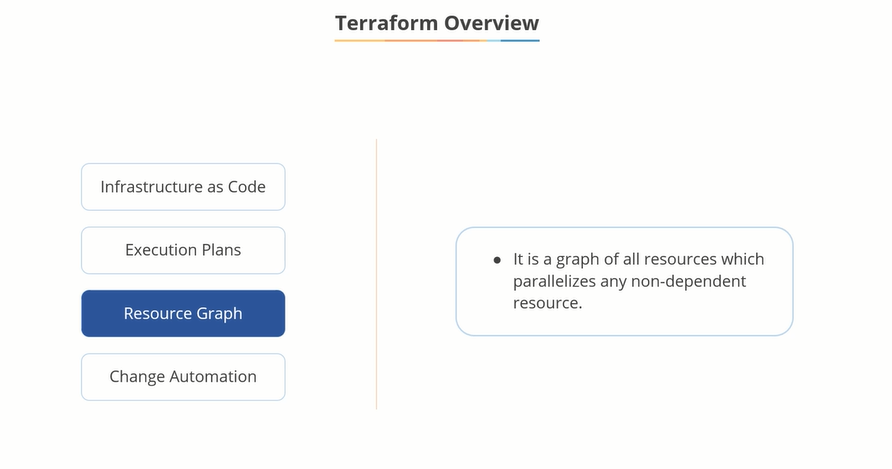 Terraform Overview
Infrastructure as Code
Execution Plans
Resource Graph
Change Automation
● It is a graph of all resources which
parallelizes any non-dependent
resource.